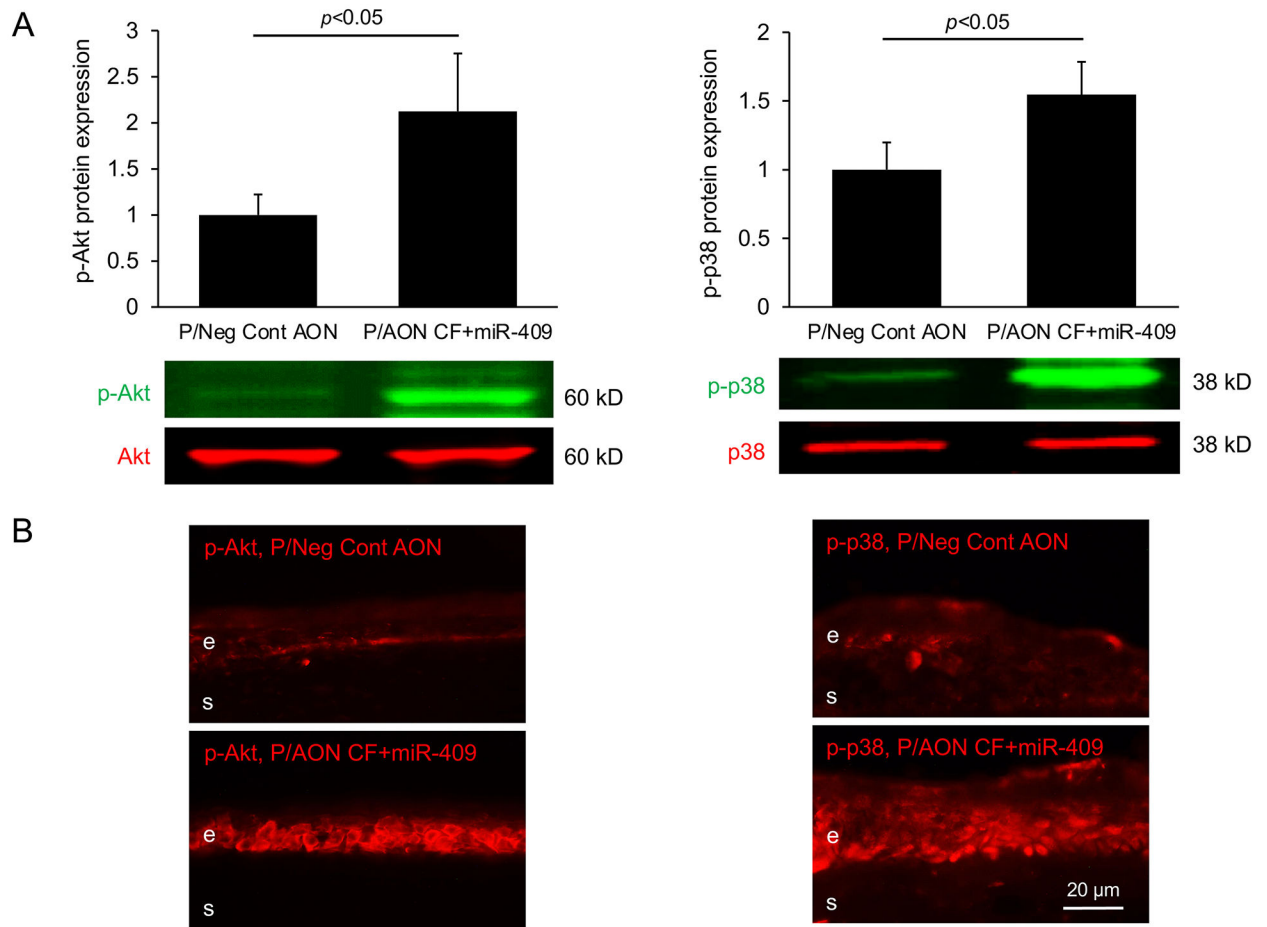 A
p<0.05
p-Akt protein expression
3
2.5
2
1.5
1
0.5
0
P/Neg Cont AON
P/AON CF+miR-409
p-Akt
60 kD
Akt
60 kD
p<0.05
p-p38 protein expression
2
1.5
1
0.5
0
P/Neg Cont AON
P/AON CF+miR-409
p-p38
38 kD
p38
38 kD
B
p-Akt, P/Neg Cont AON
e
s
p-Akt, P/AON CF+miR-409
e
s
p-p38, P/Neg Cont AON
e
s
p-p38, P/AON CF+miR-409
e
s
20 μm